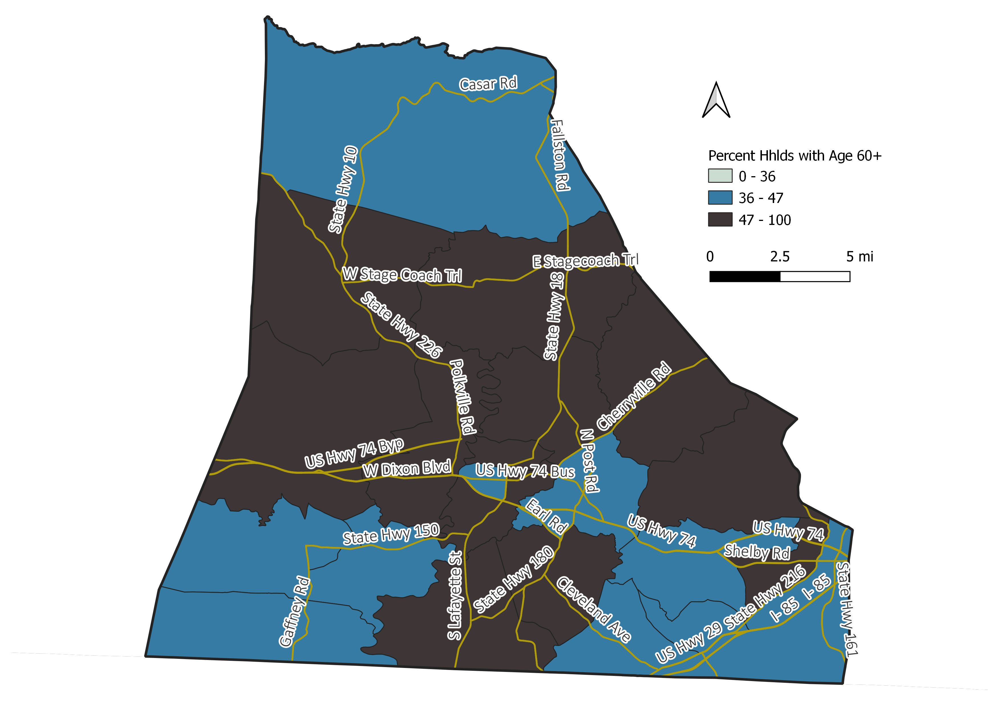 Casar Rd
Fallston Rd
State Hwy 10
Percent Hhlds with Age 60+
0 - 36
36 - 47
47 - 100
0 2.5 5 mi
E Stagecoach Trl
W Stage Coach Trl
State Hwy 18
State Hwy 226
Polkville Rd
Cherryville Rd
N Post Rd
US Hwy 74 Byp
W Dixon Blvd
US Hwy 74 Bus
Earl Rd
US Hwy 74
US Hwy 74
State Hwy 150
Shelby Rd
S Lafayette St
State Hwy 180
Gaffney Rd
Cleveland Ave
State Hwy 216
I- 85
I- 85
US Hwy 29
State Hwy 161